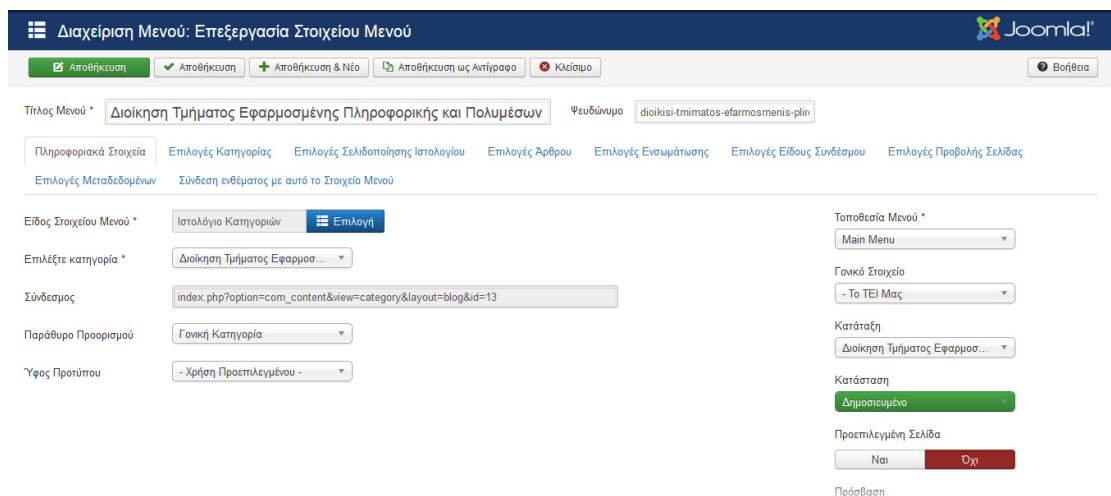 Διαχείριση Μενού: Επεξεργασία Στοιχείου Μενού
Joomla!
Αποθήκευση Αποθήκευση Αποθήκευση & Νέο Αποθήκευση ως Αντίγραφο Κλείσιμο Βοήθεια
Τίτλος Μενού * Διοίκηση Τμήματος Εφαρμοσμένης Πληροφορικής και Πολυμέσων Ψευδώνυμο dioikisi-tmimatos-efarmosmenis-plir
Πληροφοριακά Στοιχεία Επιλογές Κατηγορίας Επιλογές Σελιδοποίησης Ιστολογίου Επιλογές Άρθρου Επιλογές Ενσωμάτωσης Επιλογές Είδους Συνδέσμου Επιλογές Προβολής Σελίδας
Επιλογές Μεταδεδομένων Σύνδεση ενθέματος με αυτό το Στοιχείο Μενού
Είδος Στοιχείου Μενού * Ιστολόγιο Κατηγοριών Επιλογή
Επιλέξτε κατηγορία * Διοίκηση Τμήματος Εφαρμοσ...
Σύνδεσμος index.php?option=com_content&view=category&layout=blog&id=13
Παράθυρο Προορισμού Γονική Κατηγορία
Ύφος Προτύπου - Χρήση Προεπιλεγμένου -
Τοποθεσία Μενού *
Main Menu
Γονικό Στοιχείο
- Το ΤΕΙ Μας
Κατάταξη
Διοίκηση Τμήματος Εφαρμοσ...
Κατάσταση
Δημοσιευμένο
Προεπιλεγμένη Σελίδα
Ναι Όχι
Πρόσβαση